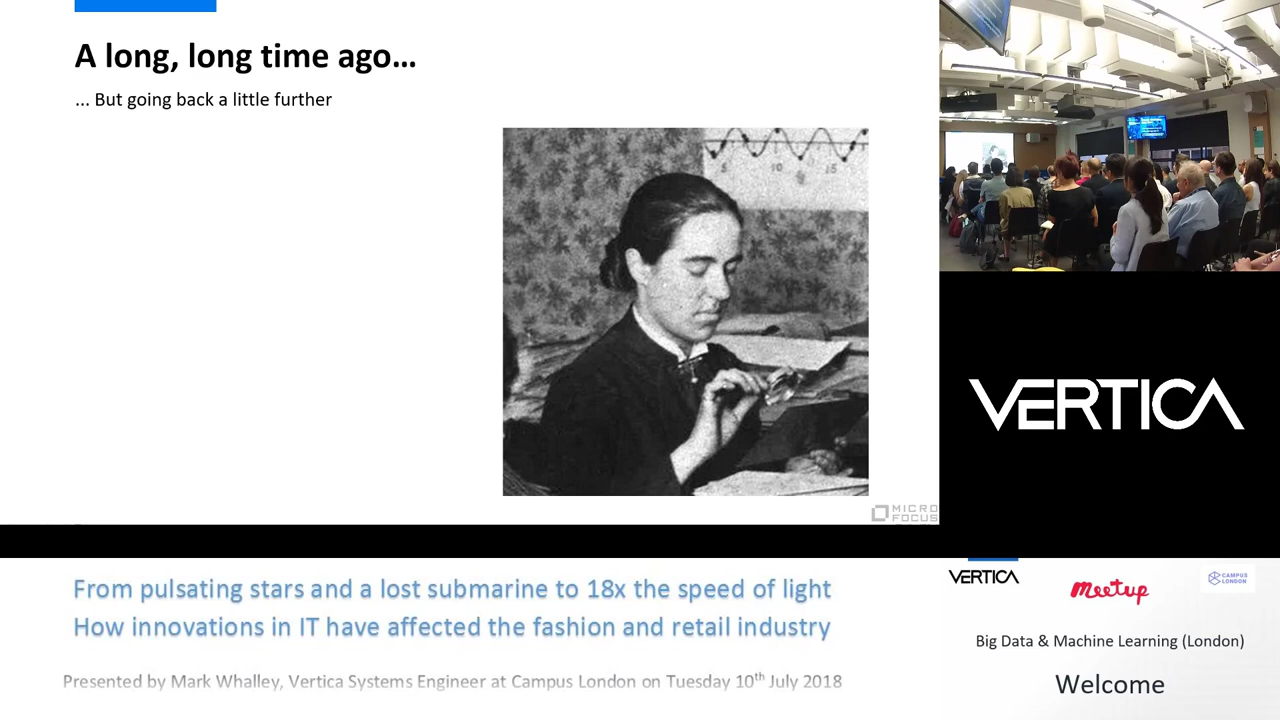 A long, long time ago...
... But going back a little further
5 10 15
MICRO
FOCUS
VERTICA
From pulsating stars and a lost submarine to 18x the speed of light
How innovations in IT have affected the fashion and retail industry
Presented by Mark Whalley, Vertica Systems Engineer at Campus London on Tuesday 10th July 2018
VERTICA
meetup
CAMPUS
LONDON
Big Data & Machine Learning (London)
Welcome